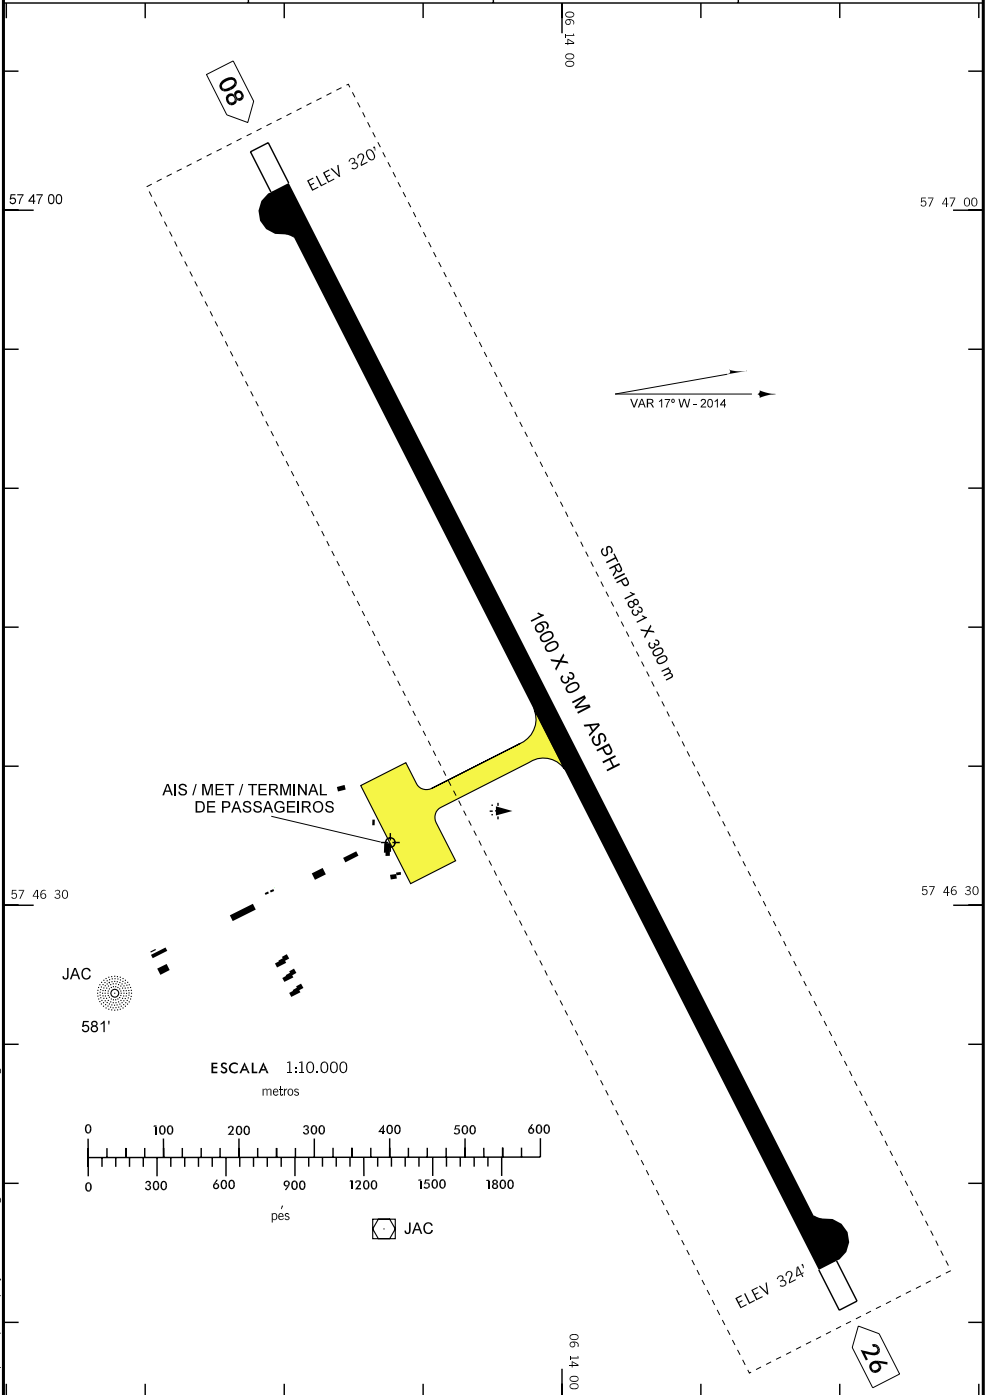 06 14 00
08
ELEV 320'
57 47 00
57 47 00
VAR 17º W - 2014
STRIP 1831 X 300 m
1600 X 30 M ASPH
AIS / MET / TERMINAL
DE PASSAGEIROS
57 46 30
57 46 30
JAC
581'
ESCALA 1:10.000
metros
0 100 200 300 400 500 600
0 300 600 900 1200 1500 1800
pés
JAC
ELEV 324'
26
06 14 00